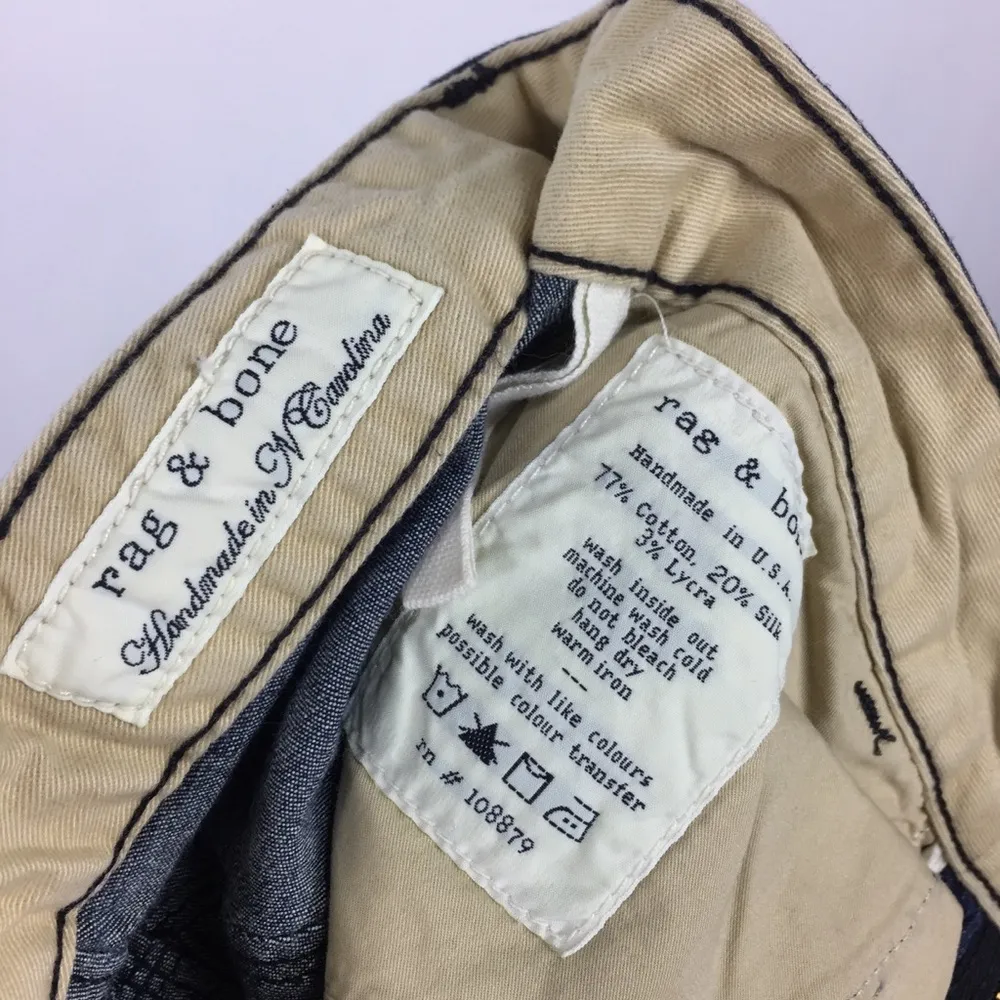 rag & bone
Handmade in N Carolina
rag & bo
Handmade in U.S.A.
77% Cotton, 20% Silk
3% Lycra
wash inside out
machine wash cold
do not bleach
hang dry
warm iron
--
wash with like colours
possible colour transfer
rn # 108879